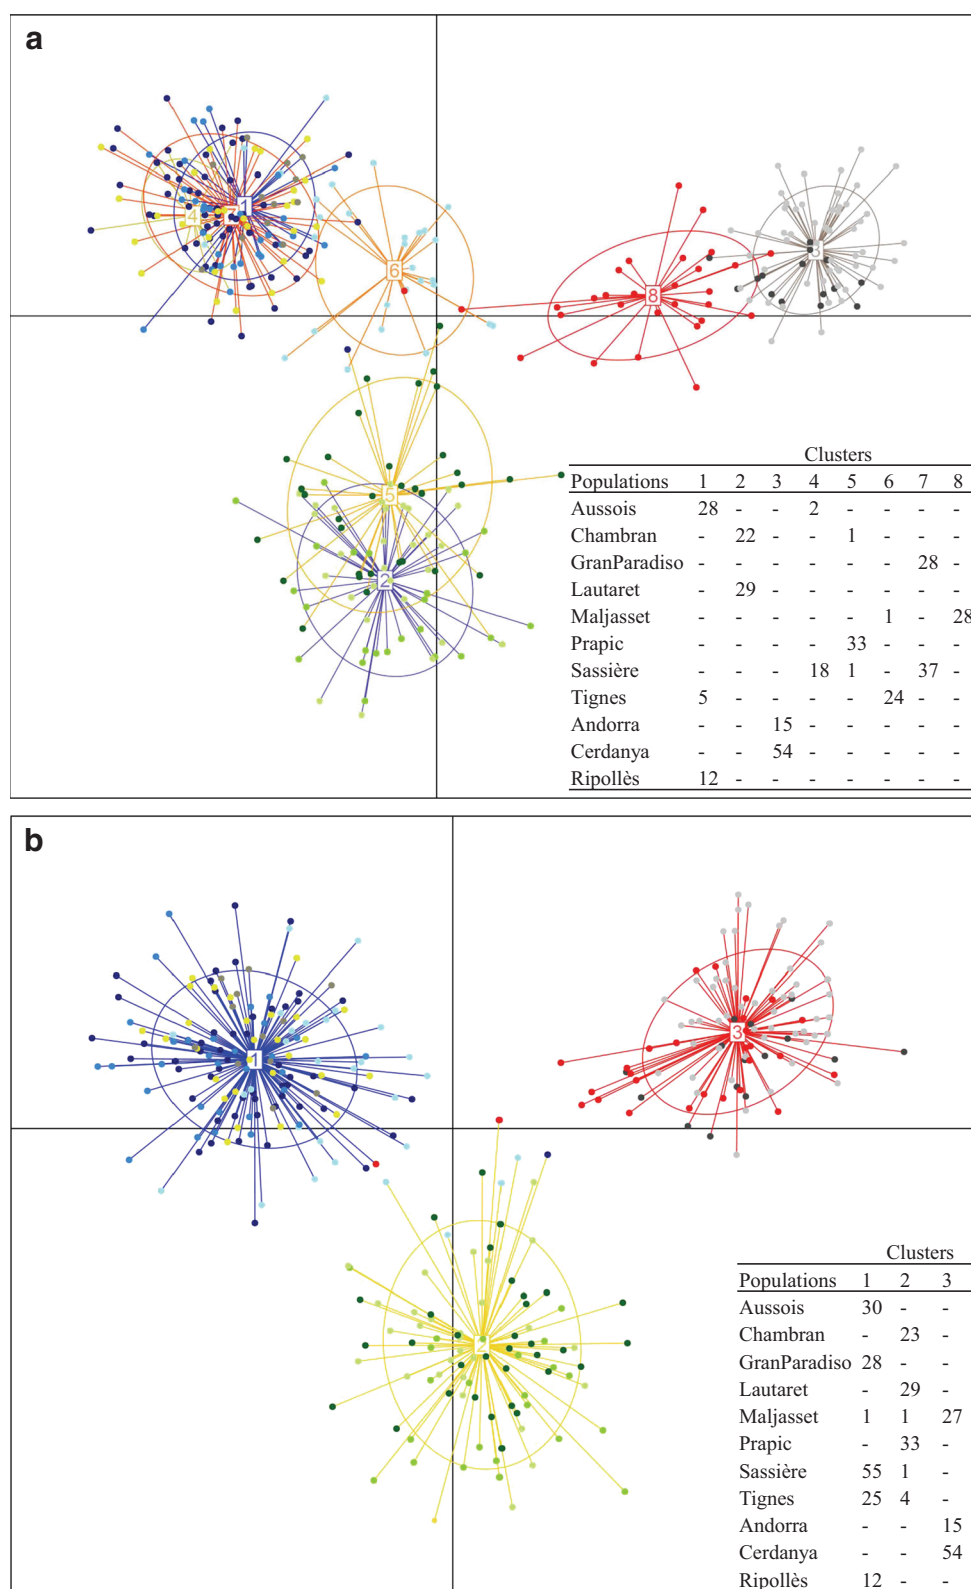 a
1
4
7
6
8
3
5
2
Clusters
Populations 1 2 3 4 5 6 7 8
Aussois 28 - - 2 - - - -
Chambran - 22 - - 1 - - -
GranParadiso - - - - - - 28 -
Lautaret - 29 - - - - - -
Maljasset - - - - - 1 - 28
Prapic - - - - 33 - - -
Sassière - - - 18 1 - 37 -
Tignes 5 - - - - 24 - -
Andorra - - 15 - - - - -
Cerdanya - - 54 - - - - -
Ripollès 12 - - - - - - -
b
1
3
2
Clusters
Populations 1 2 3
Aussois 30 - -
Chambran - 23 -
GranParadiso 28 - -
Lautaret - 29 -
Maljasset 1 1 27
Prapic - 33 -
Sassière 55 1 -
Tignes 25 4 -
Andorra - - 15
Cerdanya - - 54
Ripollès 12 - -